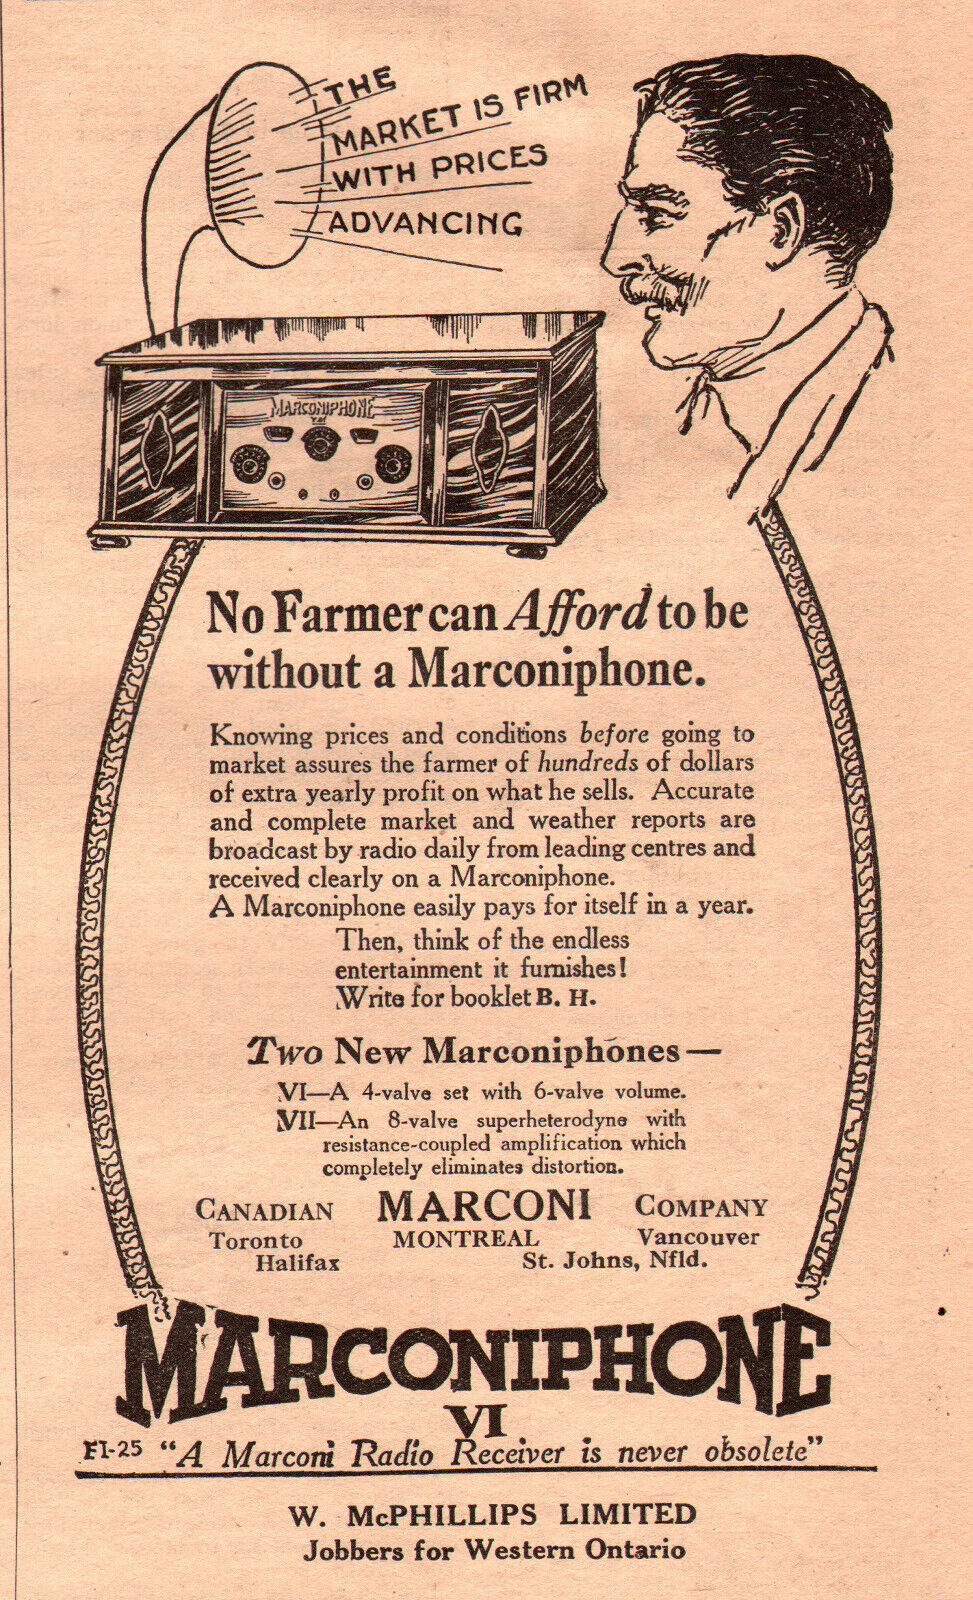 THE
MARKET IS FIRM
WITH PRICES
ADVANCING
MARCONIPHONE
VI
No Farmer can Afford to be
without a Marconiphone.
Knowing prices and conditions before going to
market assures the farmer of hundreds of dollars
of extra yearly profit on what he sells. Accurate
and complete market and weather reports are
broadcast by radio daily from leading centres and
received clearly on a Marconiphone.
A Marconiphone easily pays for itself in a year.
Then, think of the endless
entertainment it furnishes!
Write for booklet B. H.
Two New Marconiphones—
VI—A 4-valve set with 6-valve volume.
VII—An 8-valve superheterodyne with
resistance-coupled amplification which
completely eliminates distortion.
CANADIAN MARCONI COMPANY
Toronto MONTREAL Vancouver
Halifax St. Johns, Nfld.
MARCONIPHONE
VI
FI-25 "A Marconi Radio Receiver is never obsolete"
W. McPHILLIPS LIMITED
Jobbers for Western Ontario